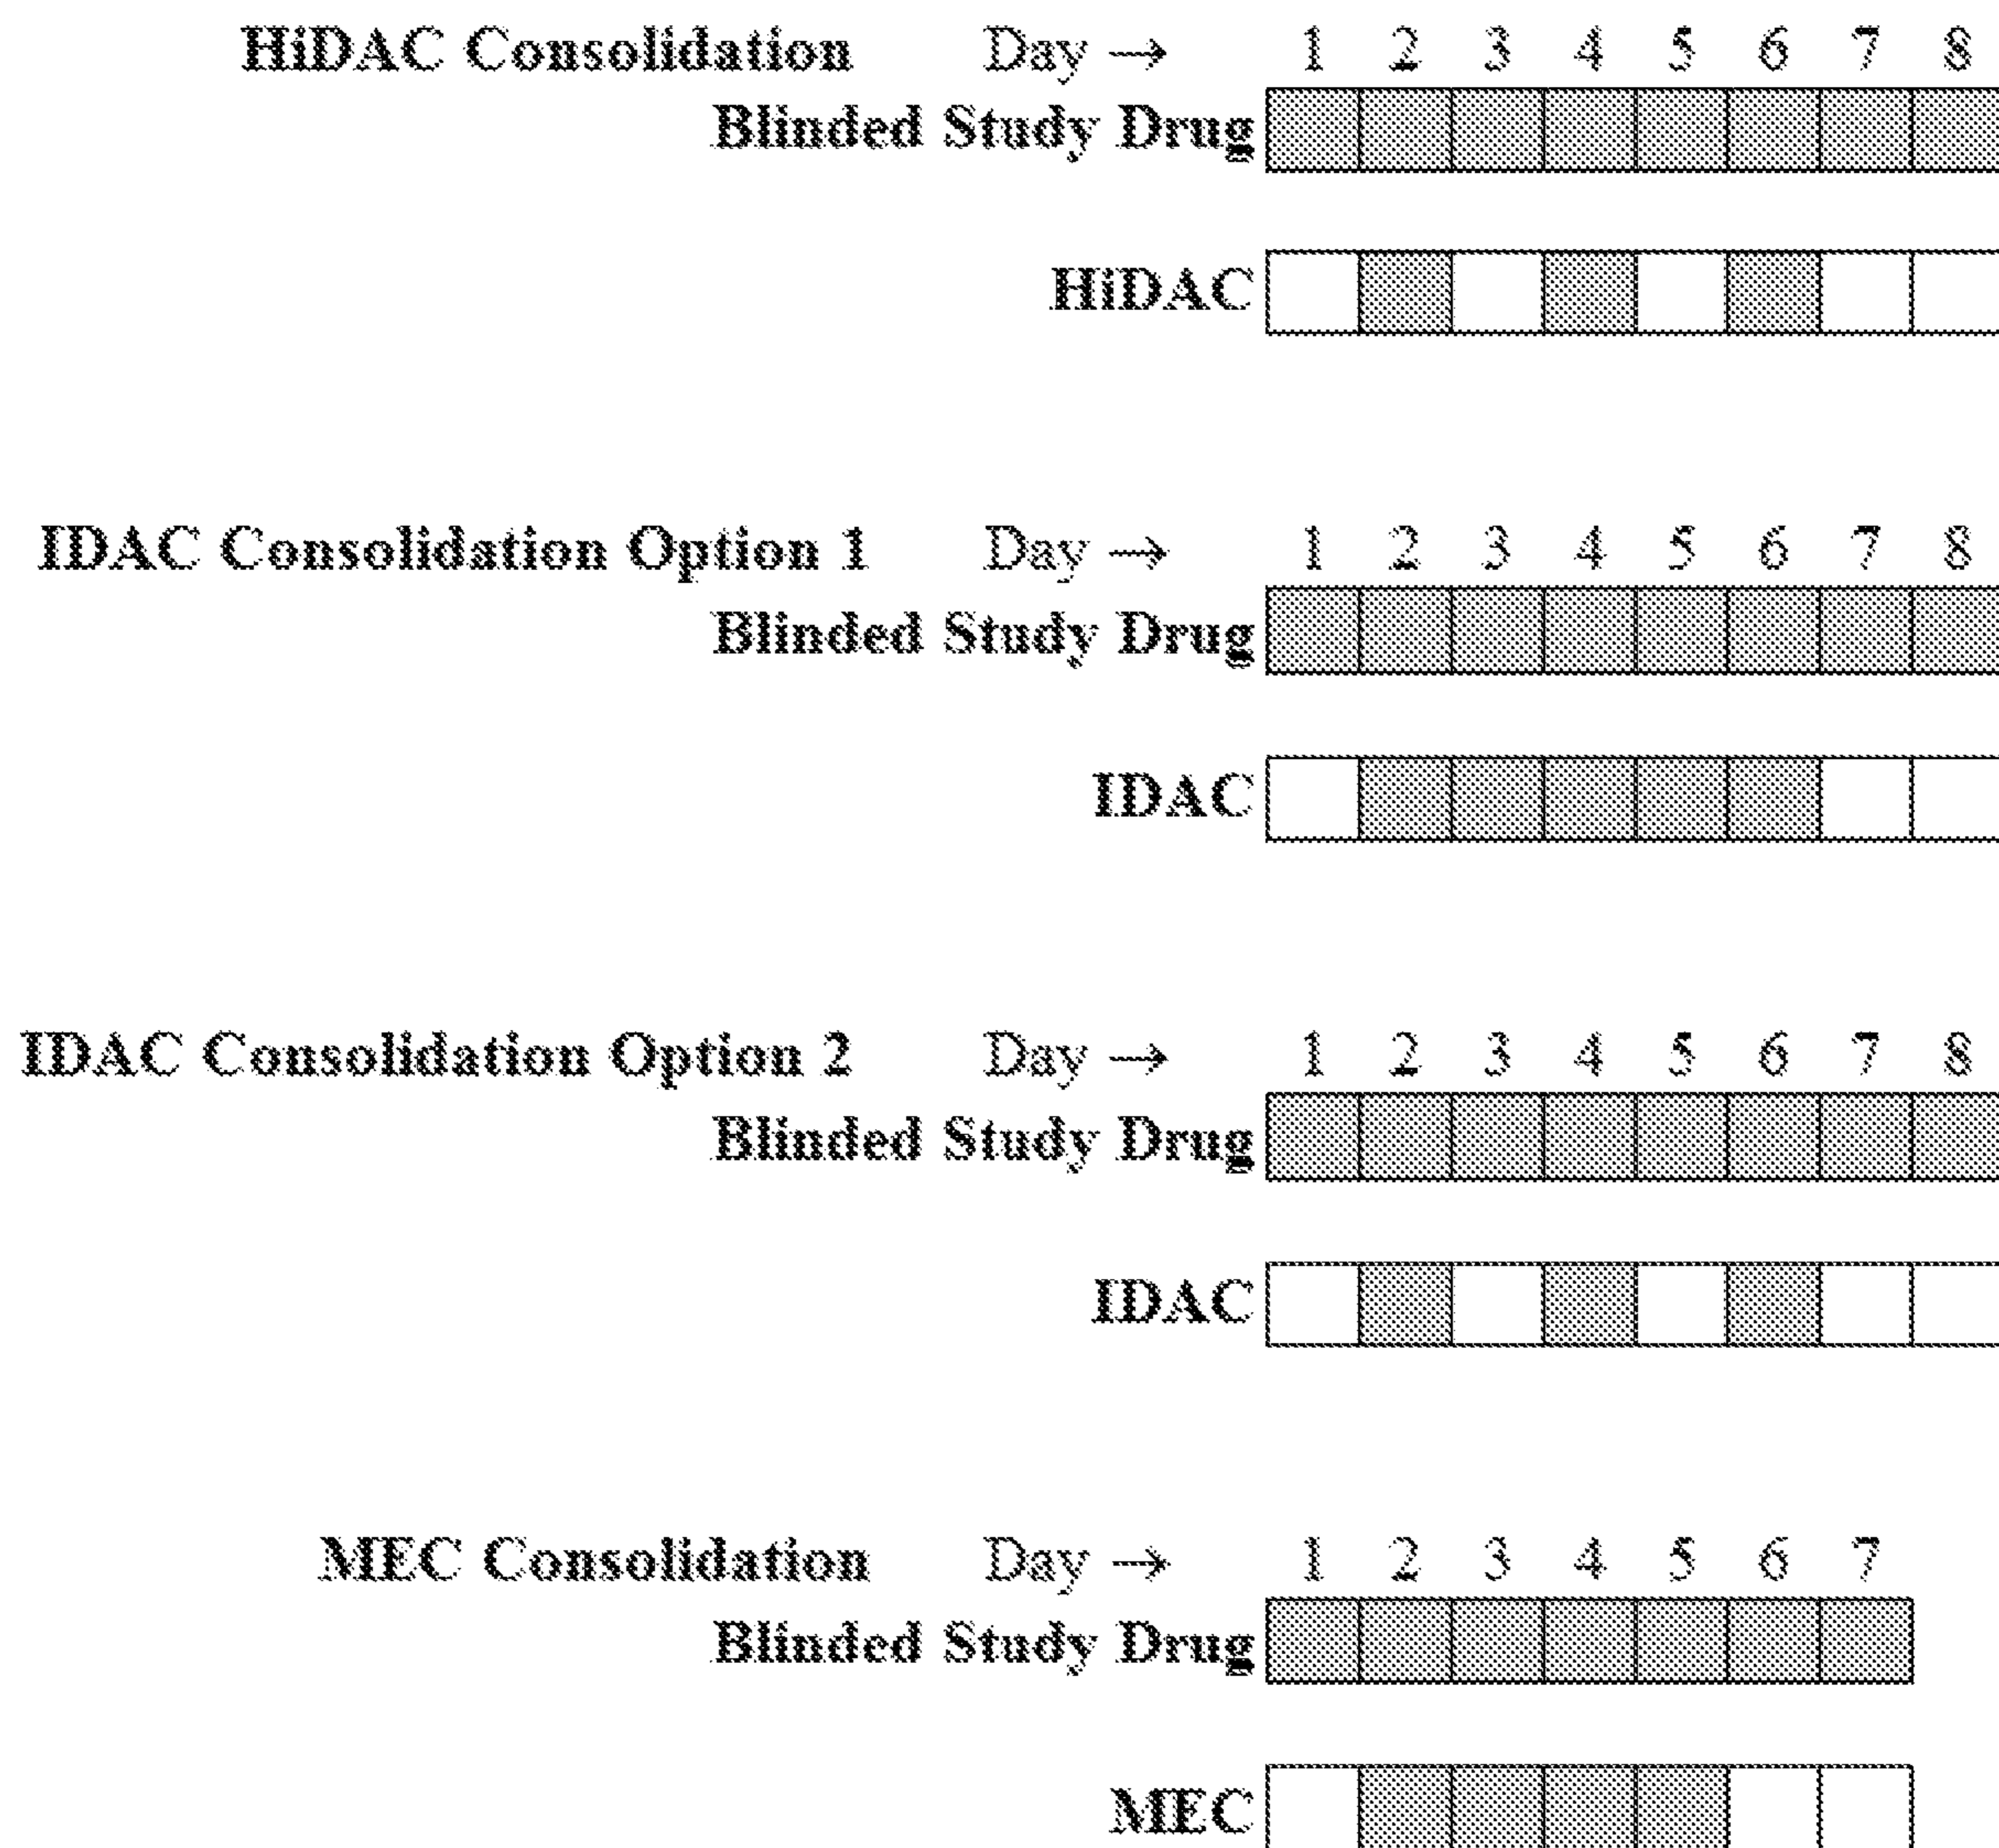 HiDAC Consolidation Day → 1 2 3 4 5 6 7 8
Blinded Study Drug
HiDAC
IDAC Consolidation Option 1 Day → 1 2 3 4 5 6 7 8
Blinded Study Drug
IDAC
IDAC Consolidation Option 2 Day → 1 2 3 4 5 6 7 8
Blinded Study Drug
IDAC
MEC Consolidation Day → 1 2 3 4 5 6 7
Blinded Study Drug
MEC